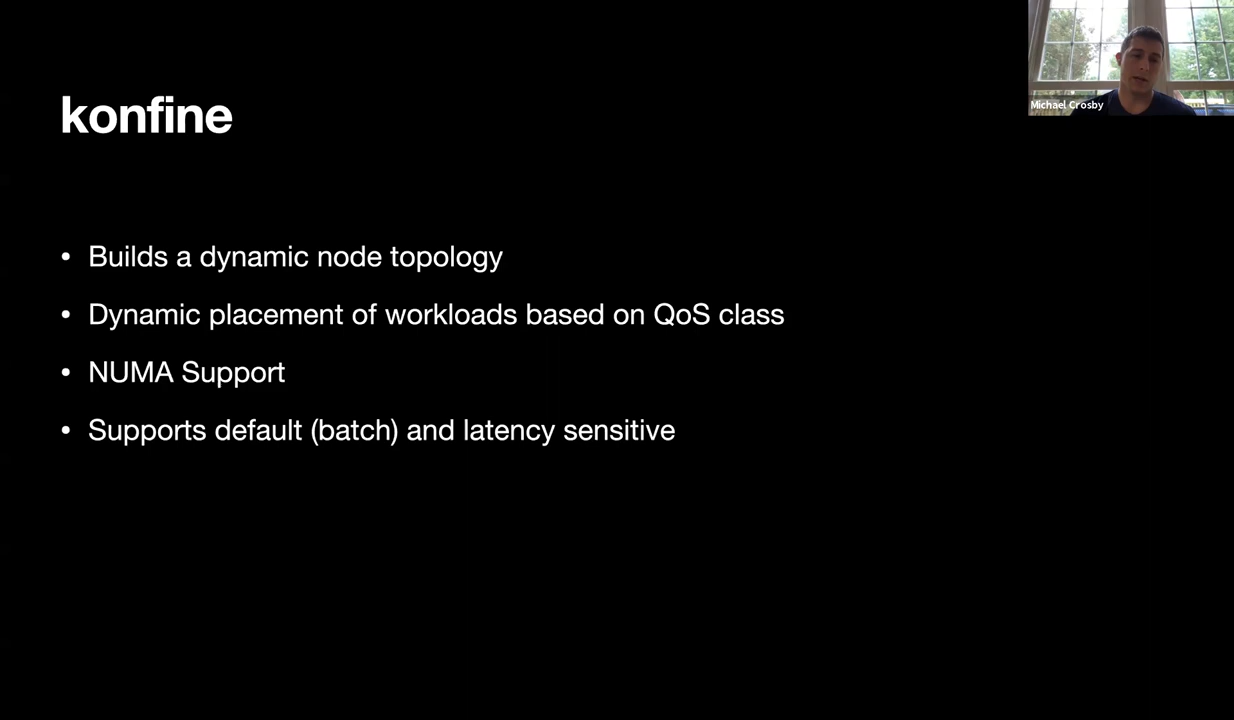 konfine
Michael Crosby
• Builds a dynamic node topology
• Dynamic placement of workloads based on QoS class
• NUMA Support
• Supports default (batch) and latency sensitive